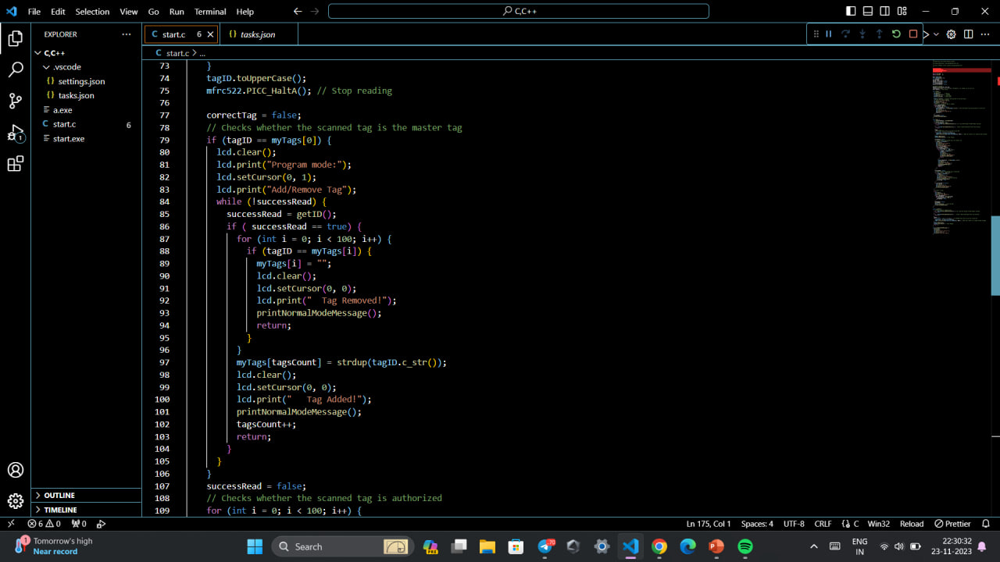 File Edit Selection View Go Run Terminal Help
C,C++
EXPLORER
start.c 6
tasks.json
C,C++
start.c > ...
.vscode
settings.json
tasks.json
a.exe
start.c 6
start.exe
1
73 }
74 tagID.toUpperCase();
75 mfrc522.PICC_HaltA(); // Stop reading
76
77 correctTag = false;
78 // Checks whether the scanned tag is the master tag
79 if (tagID == myTags[0]) {
80 lcd.clear();
81 lcd.print("Program mode:");
82 lcd.setCursor(0, 1);
83 lcd.print("Add/Remove Tag");
84 while (!successRead) {
85 successRead = getID();
86 if ( successRead == true) {
87 for (int i = 0; i < 100; i++) {
88 if (tagID == myTags[i]) {
89 myTags[i] = "";
90 lcd.clear();
91 lcd.setCursor(0, 0);
92 lcd.print("  Tag Removed!");
93 printNormalModeMessage();
94 return;
95 }
96 }
97 myTags[tagsCount] = strdup(tagID.c_str());
98 lcd.clear();
99 lcd.setCursor(0, 0);
100 lcd.print("   Tag Added!");
101 printNormalModeMessage();
102 tagsCount++;
103 return;
104 }
105 }
106 }
107 successRead = false;
108 // Checks whether the scanned tag is authorized
109 for (int i = 0; i < 100; i++) {
OUTLINE
TIMELINE
6 0 0
Ln 175, Col 1 Spaces: 4 UTF-8 CRLF {} C Win32 Reload Prettier
1
Tomorrow's high
Near record
Search
PRE
70
ENG
IN
22:30:32
23-11-2023